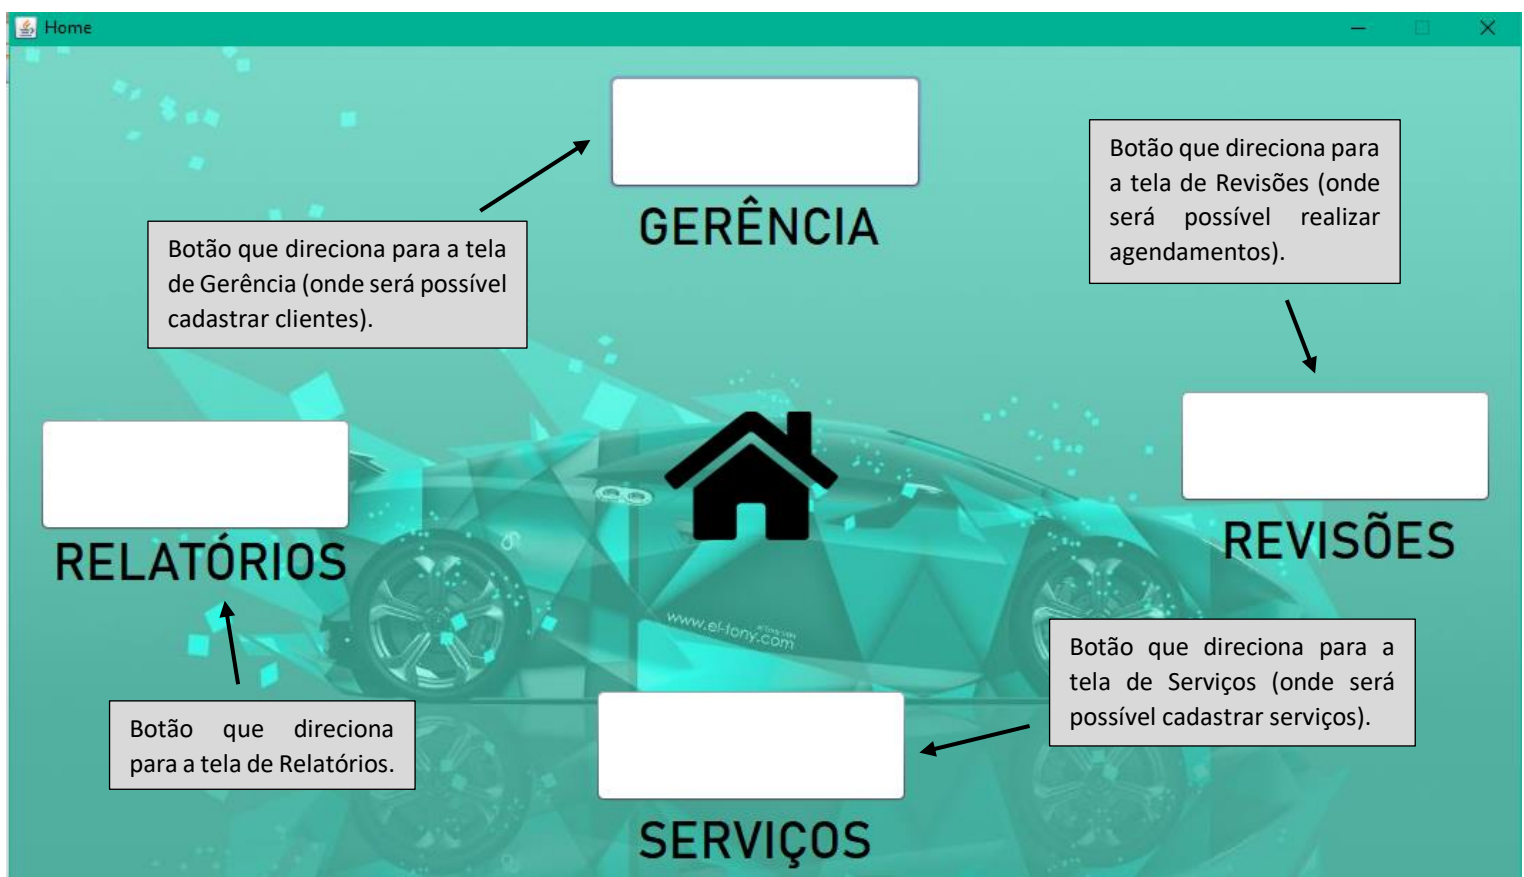 Home
Botão que direciona para
a tela de Revisões (onde
será possível realizar
agendamentos).
GERÊNCIA
Botão que direciona para a tela
de Gerência (onde será possível
cadastrar clientes).
RELATÓRIOS
REVISÕES
www.el-tony.com
Botão que direciona para a
tela de Serviços (onde será
possível cadastrar serviços).
Botão que direciona
para a tela de Relatórios.
SERVIÇOS